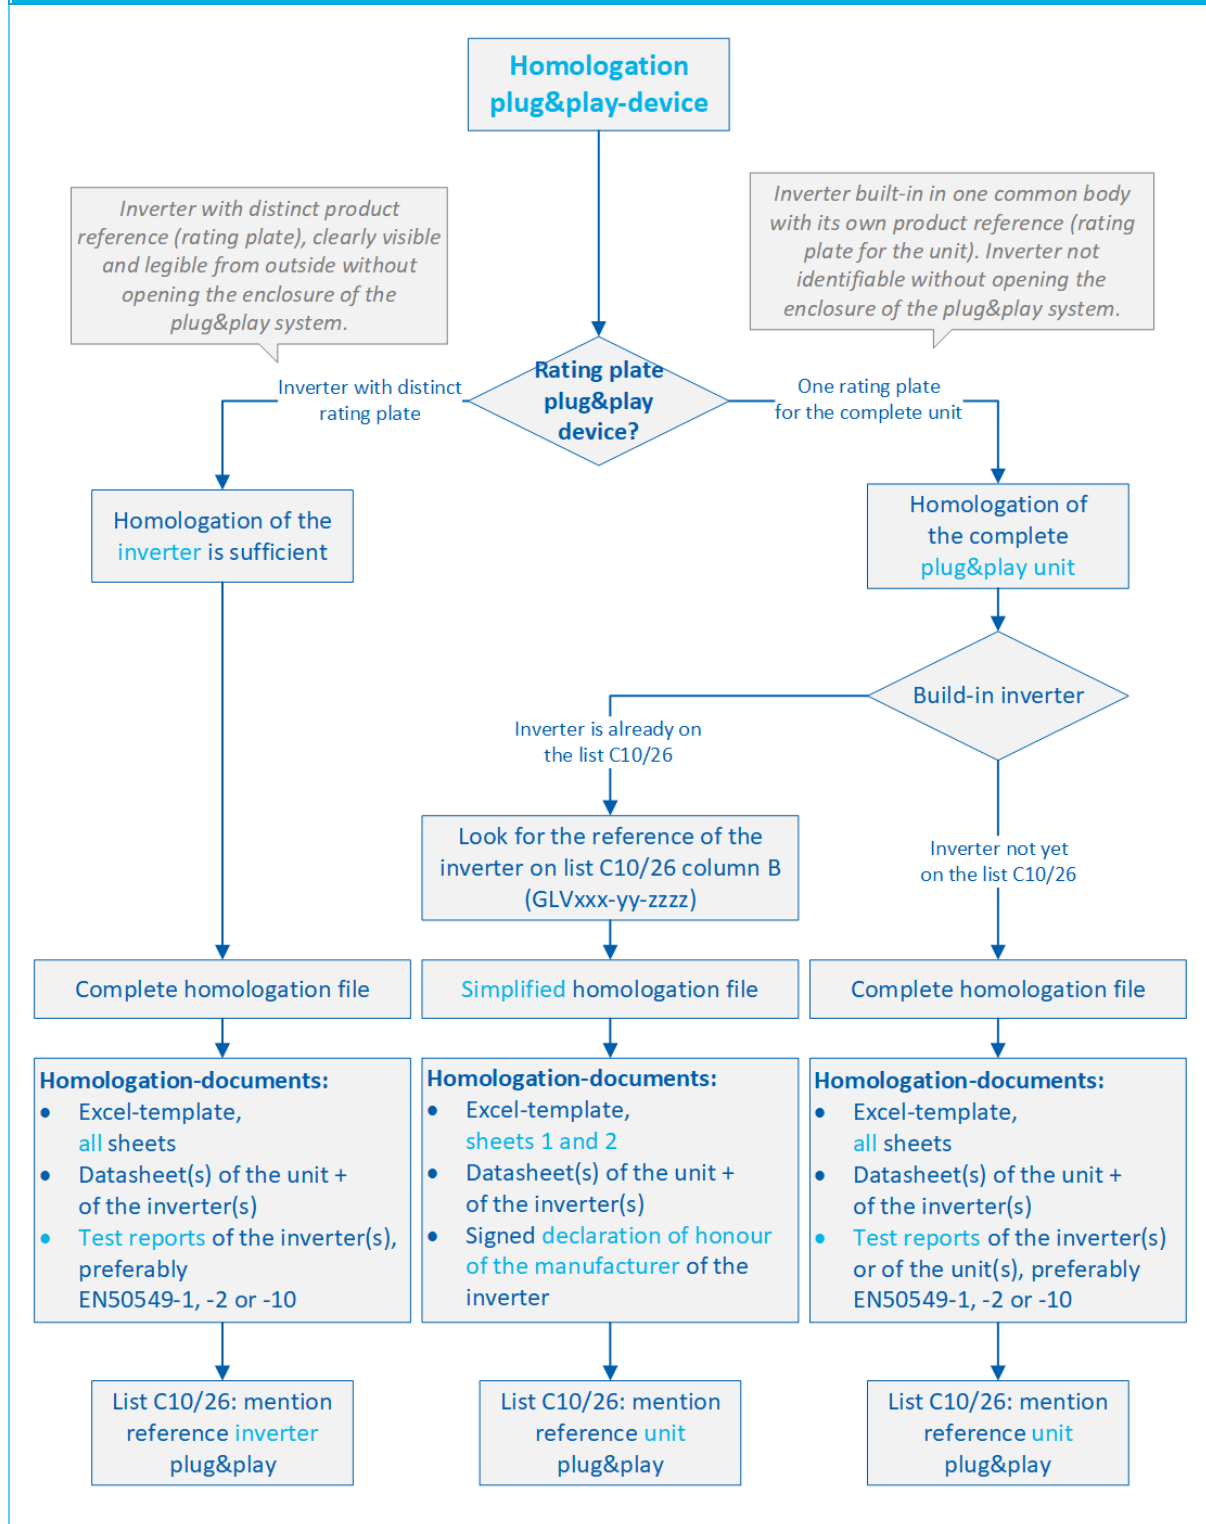 Homologation
plug&play-device
Inverter with distinct product
reference (rating plate), clearly visible
and legible from outside without
opening the enclosure of the
plug&play system.
Inverter built-in in one common body
with its own product reference (rating
plate for the unit). Inverter not
identifiable without opening the
enclosure of the plug&play system.
Rating plate
plug&play
device?
Inverter with distinct
rating plate
One rating plate
for the complete unit
Homologation of the
inverter is sufficient
Homologation of
the complete
plug&play unit
Build-in inverter
Inverter is already on
the list C10/26
Look for the reference of the
inverter on list C10/26 column B
(GLVxxx-yy-zzzz)
Inverter not yet
on the list C10/26
Complete homologation file
Simplified homologation file
Complete homologation file
Homologation-documents:
● Excel-template,
all sheets
● Datasheet(s) of the unit +
of the inverter(s)
● Test reports of the inverter(s),
preferably
EN50549-1, -2 or -10
Homologation-documents:
● Excel-template,
sheets 1 and 2
● Datasheet(s) of the unit +
of the inverter(s)
● Signed declaration of honour
of the manufacturer of the
inverter
Homologation-documents:
● Excel-template,
all sheets
● Datasheet(s) of the unit +
of the inverter(s)
● Test reports of the inverter(s)
or of the unit(s), preferably
EN50549-1, -2 or -10
List C10/26: mention
reference inverter
plug&play
List C10/26: mention
reference unit
plug&play
List C10/26: mention
reference unit
plug&play